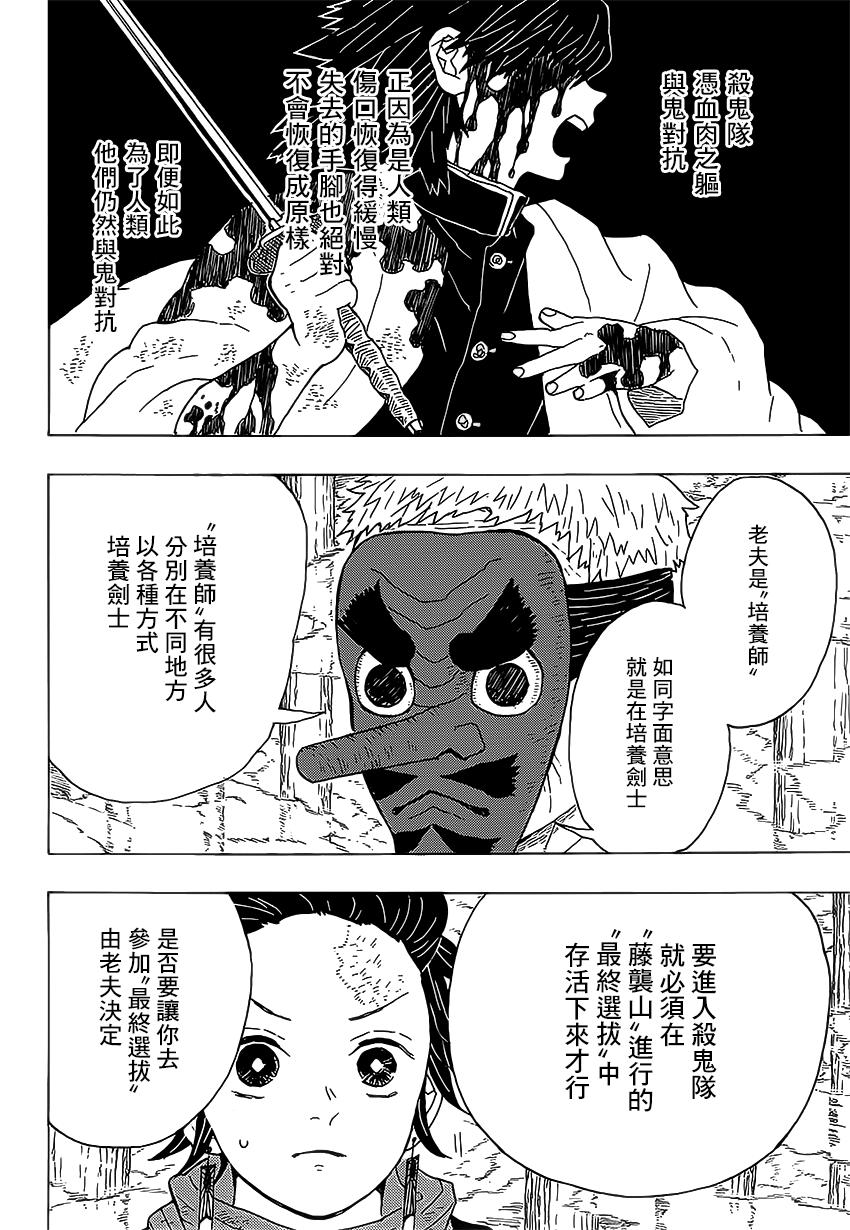 殺鬼隊
憑血肉之軀
與鬼對抗
正因為是人類
傷口恢復得緩慢
失去的手腳也絕對
不會恢復成原樣
即便如此
為了人類
他們仍然與鬼對抗
老夫是〝培養師〞
如同字面意思
就是在培養劍士
〝培養師〞有很多人
分別在不同地方
以各種方式
培養劍士
要進入殺鬼隊
就必須在
〝藤襲山〞進行的
〝最終選拔〞中
存活下來才行
是否要讓你去
參加〝最終選拔〞
由老夫決定